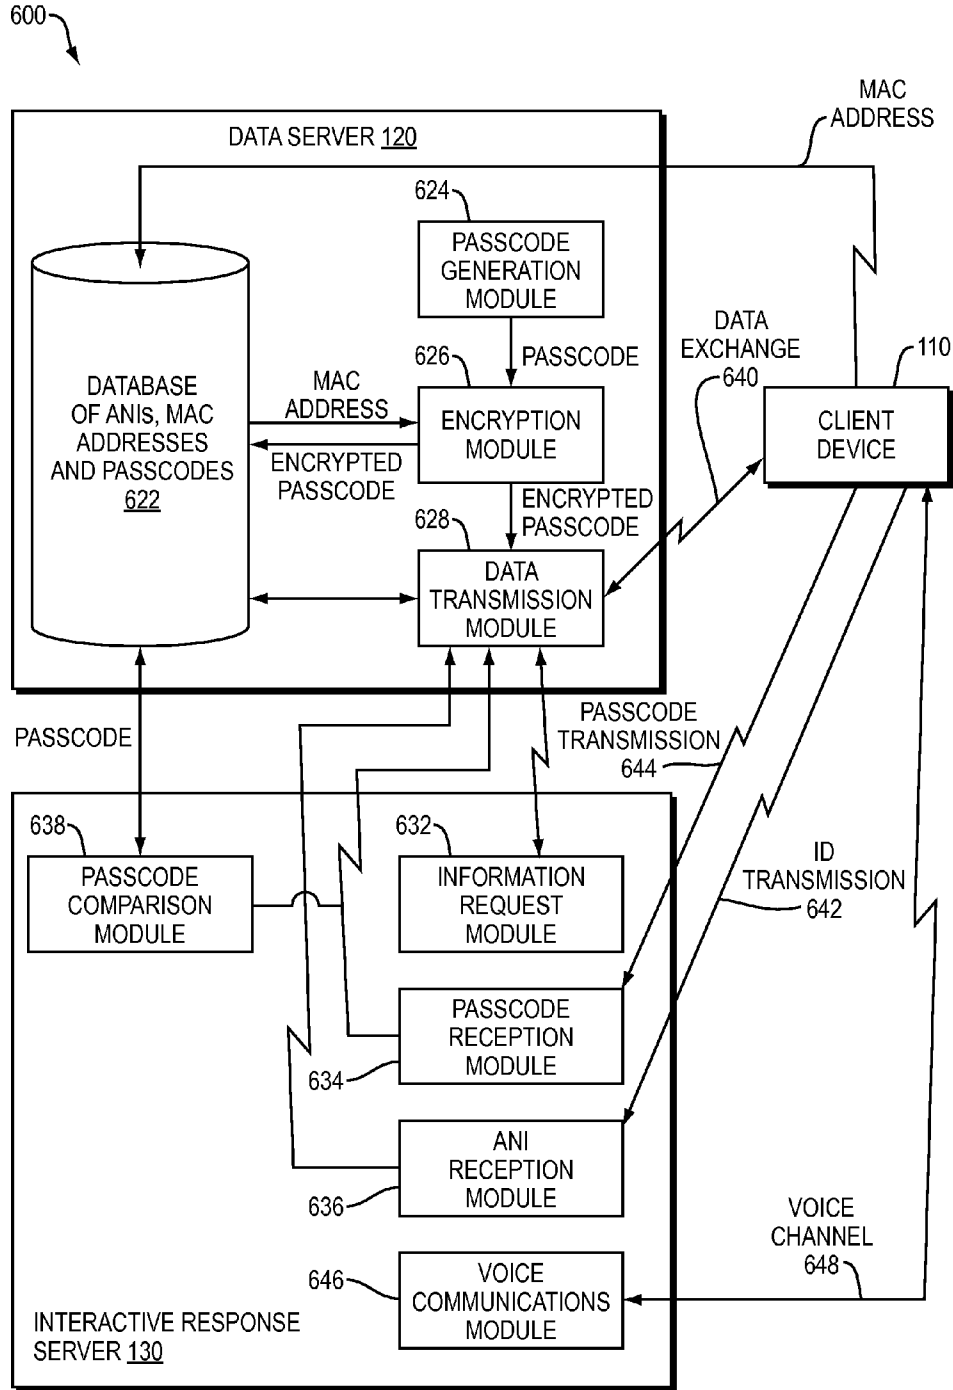 600
MAC
ADDRESS
DATA SERVER 120
624
PASSCODE
GENERATION
MODULE
DATA
EXCHANGE
640
110
PASSCODE
626
MAC
ADDRESS
DATABASE
OF ANIs, MAC
ADDRESSES
AND PASSCODES
622
ENCRYPTION
MODULE
CLIENT
DEVICE
ENCRYPTED
PASSCODE
ENCRYPTED
PASSCODE
628
DATA
TRANSMISSION
MODULE
PASSCODE
PASSCODE
TRANSMISSION
644
638
632
PASSCODE
COMPARISON
MODULE
INFORMATION
REQUEST
MODULE
ID
TRANSMISSION
642
PASSCODE
RECEPTION
MODULE
634
ANI
RECEPTION
MODULE
636
VOICE
CHANNEL
648
646
VOICE
COMMUNICATIONS
MODULE
INTERACTIVE RESPONSE
SERVER 130